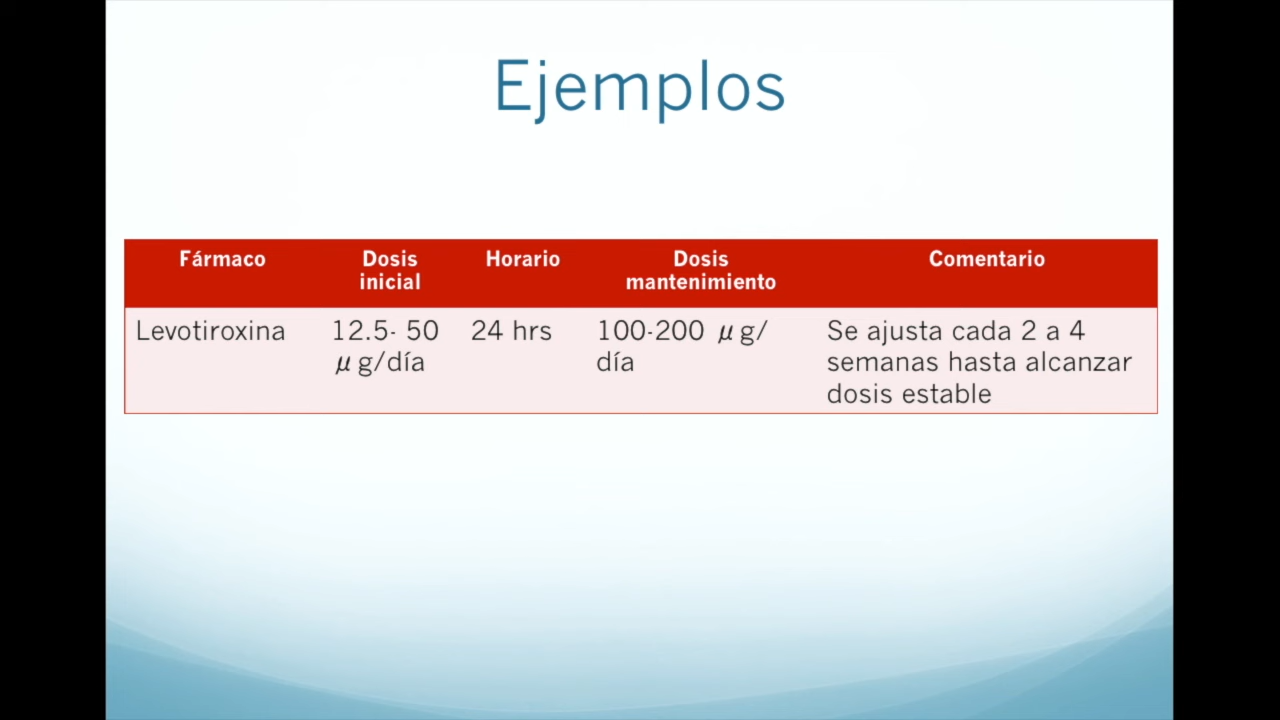 Ejemplos
Fármaco
Dosis
inicial
Horario
Dosis
mantenimiento
Comentario
Levotiroxina
12.5- 50
μg/día
24 hrs
100-200 μg/
día
Se ajusta cada 2 a 4
semanas hasta alcanzar
dosis estable